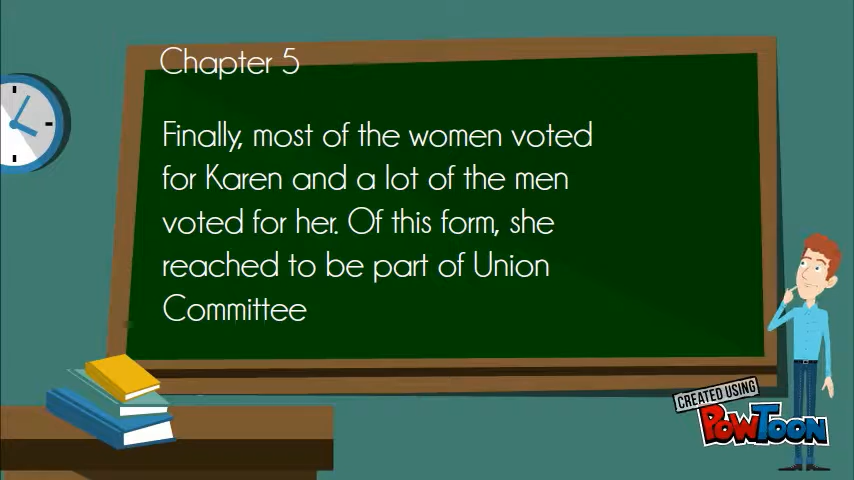 Chapter 5
Finally, most of the women voted
for Karen and a lot of the men
voted for her. Of this form, she
reached to be part of Union
Committee
CREATED USING
POWTOON